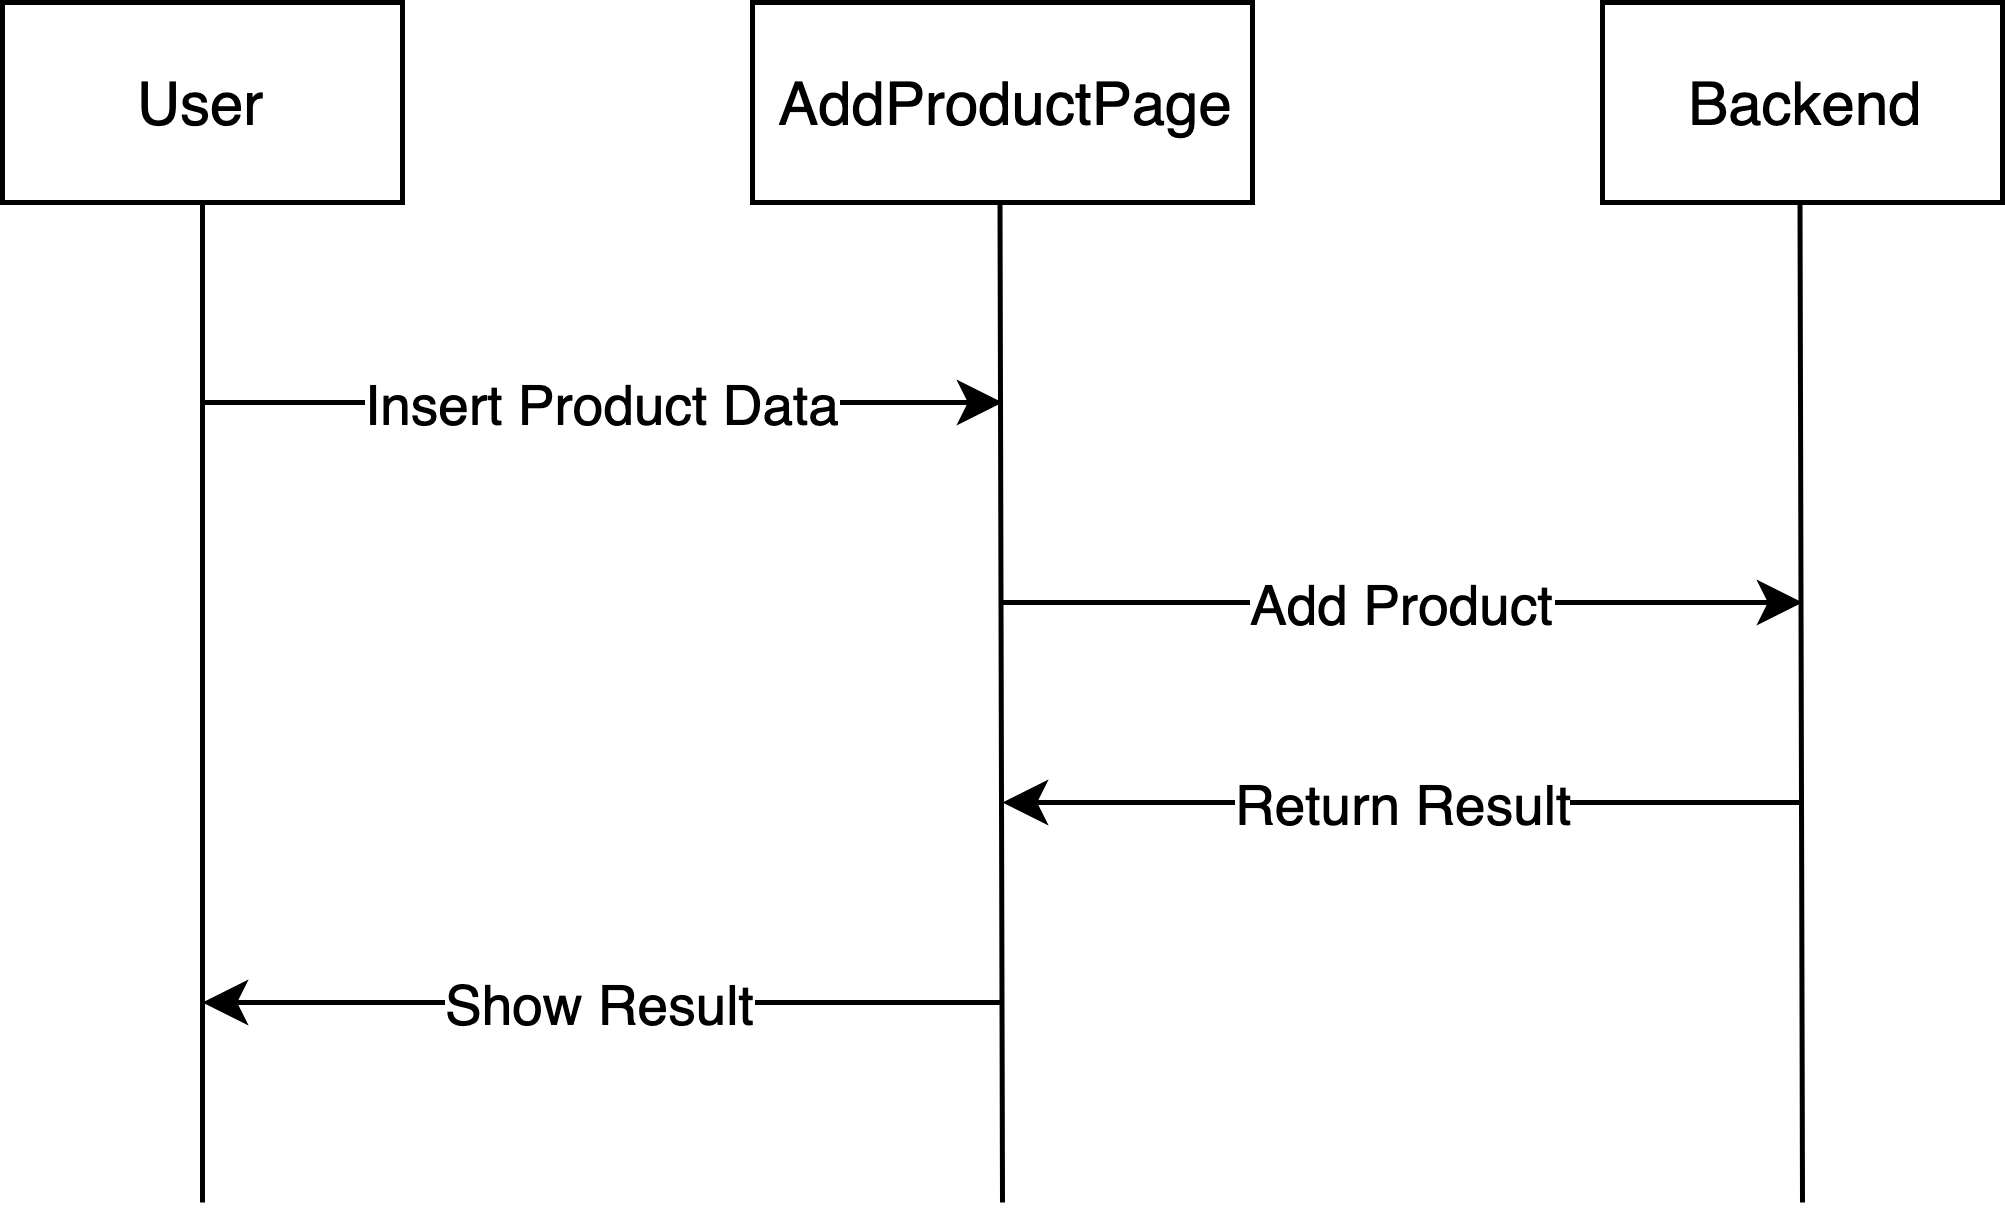 User
AddProductPage
Backend
Insert Product Data
Add Product
Return Result
Show Result